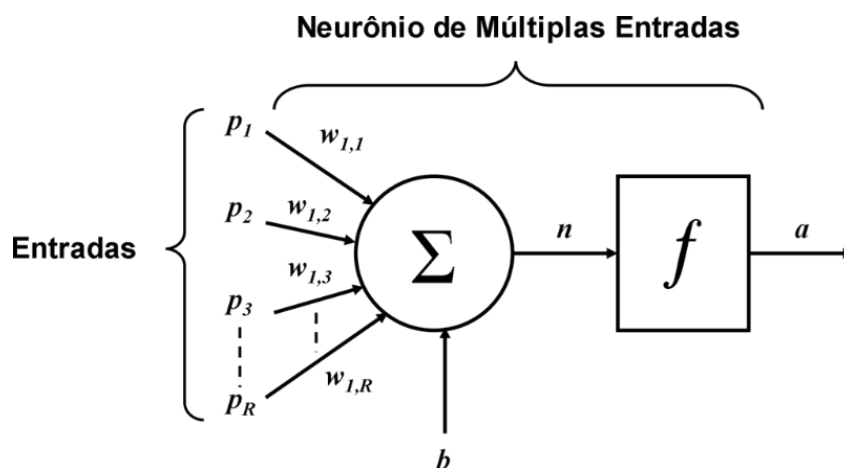 Neurônio de Múltiplas Entradas
p1
w1,1
p2
w1,2
Entradas
Σ
n
f
a
w1,3
p3
w1,R
pR
b